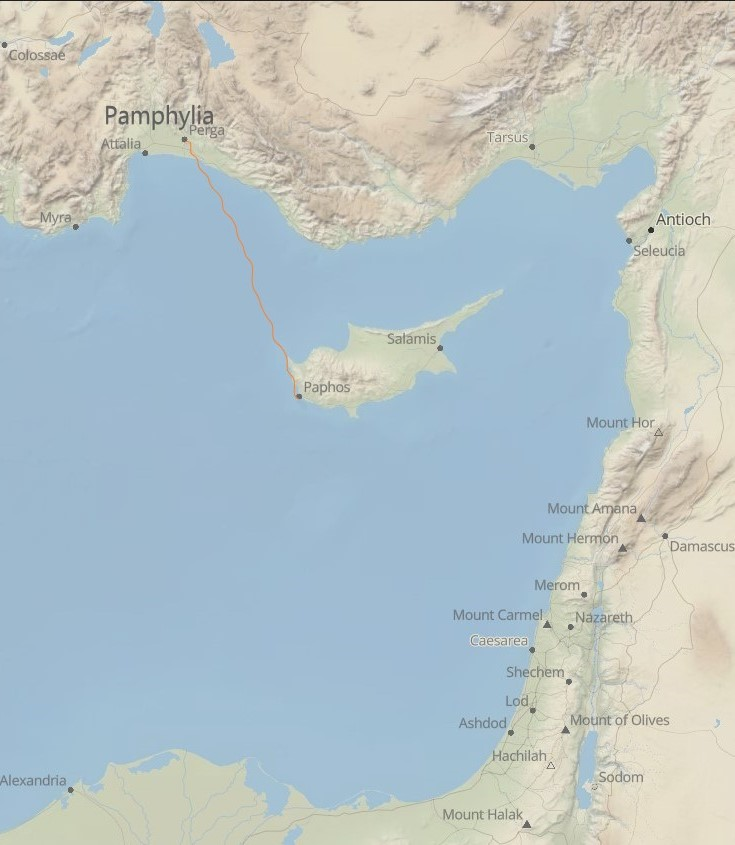 Colossae
Pamphylia
Perga
Attalia
Tarsus
Myra
Antioch
Seleucia
Salamis
Paphos
Mount Hor
Mount Amana
Mount Hermon
Damascus
Merom
Mount Carmel
Nazareth
Caesarea
Shechem
Lod
Mount of Olives
Ashdod
Hachilah
Sodom
Alexandria
Mount Halak